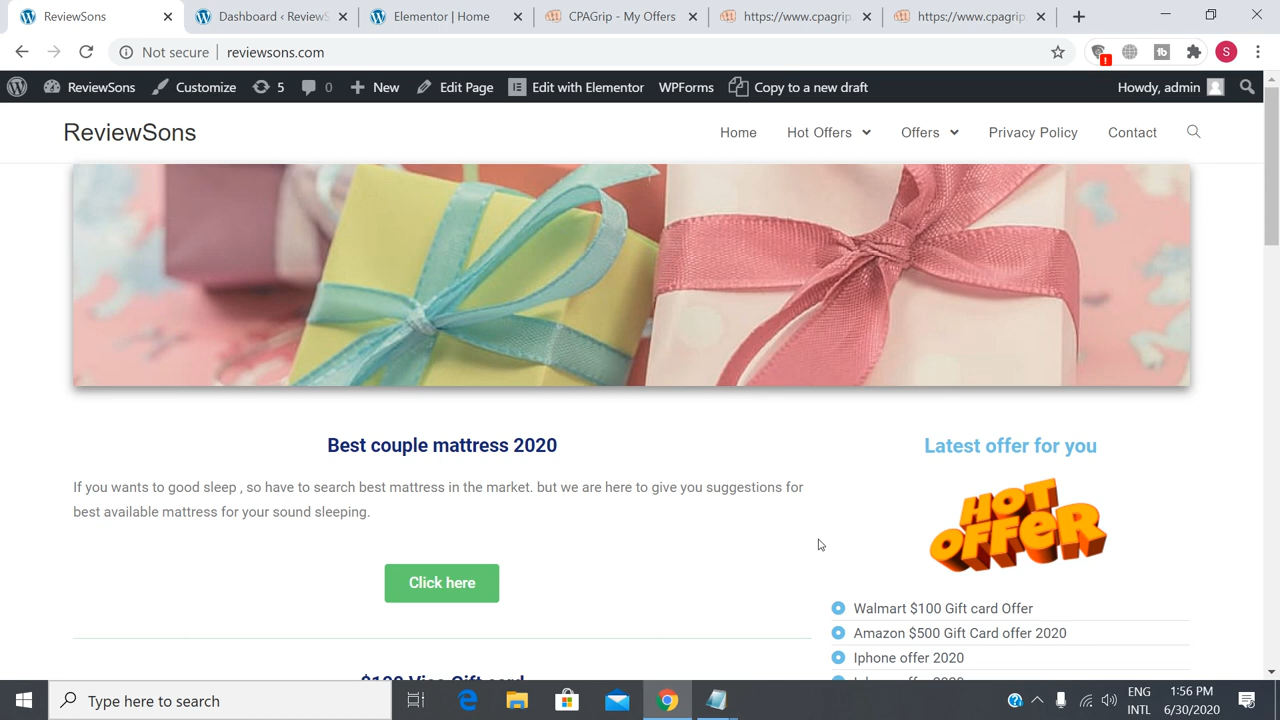 ReviewSons
Dashboard ‹ ReviewS
Elementor | Home
CPAGrip - My Offers
https://www.cpagrip.
https://www.cpagrip.
Not secure
reviewsons.com
S
ReviewSons
Customize
5
0
New
Edit Page
Edit with Elementor
WPForms
Copy to a new draft
Howdy, admin
ReviewSons
Home
Hot Offers
Offers
Privacy Policy
Contact
Best couple mattress 2020
If you wants to good sleep , so have to search best mattress in the market. but we are here to give you suggestions for
best available mattress for your sound sleeping.
Click here
$100 Visa Gift card
Latest offer for you
HOT
OFFER
Walmart $100 Gift card Offer
Amazon $500 Gift Card offer 2020
Iphone offer 2020
Type here to search
ENG
INTL
1:56 PM
6/30/2020